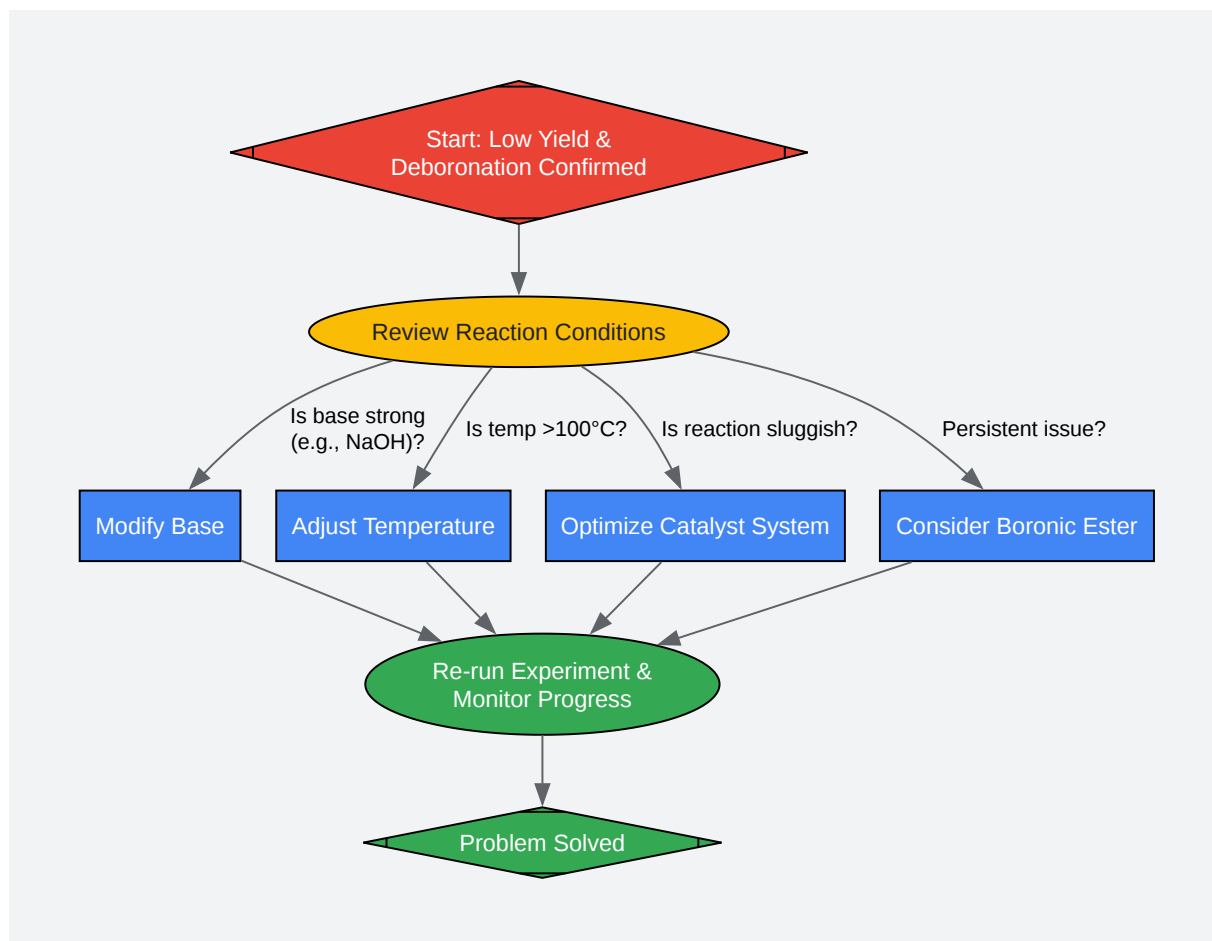 Start: Low Yield &
Deboronation Confirmed
Review Reaction Conditions
Is base strong
(e.g., NaOH)?
Is temp >100°C?
Is reaction sluggish?
Persistent issue?
Modify Base
Adjust Temperature
Optimize Catalyst System
Consider Boronic Ester
Re-run Experiment &
Monitor Progress
Problem Solved